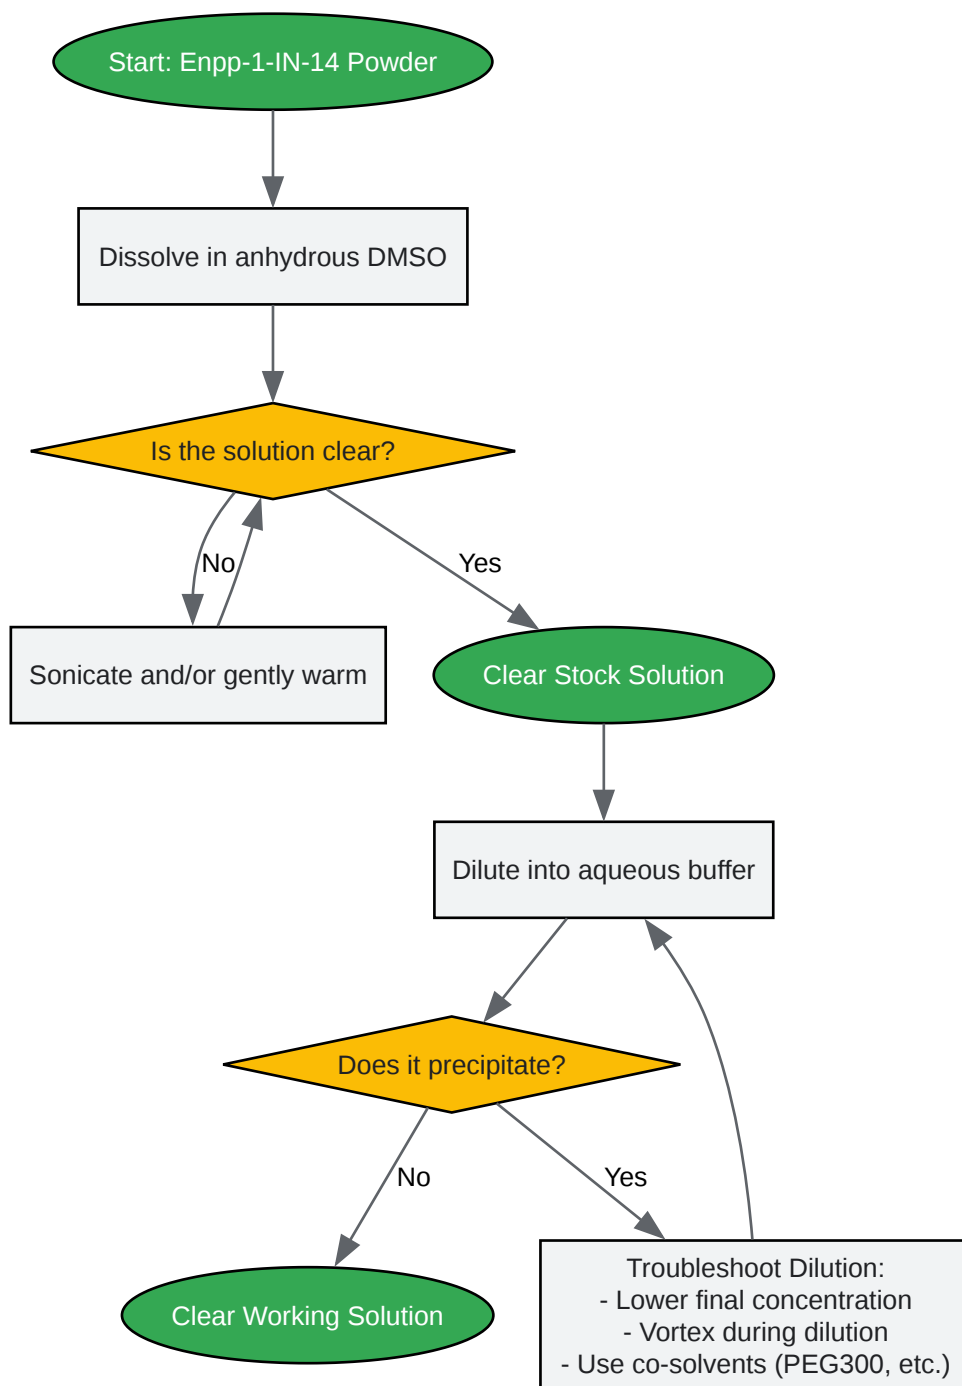 Start: Enpp-1-IN-14 Powder
Dissolve in anhydrous DMSO
Is the solution clear?
No
Yes
Sonicate and/or gently warm
Clear Stock Solution
Dilute into aqueous buffer
Does it precipitate?
No
Yes
Clear Working Solution
Troubleshoot Dilution:
- Lower final concentration
- Vortex during dilution
- Use co-solvents (PEG300, etc.)